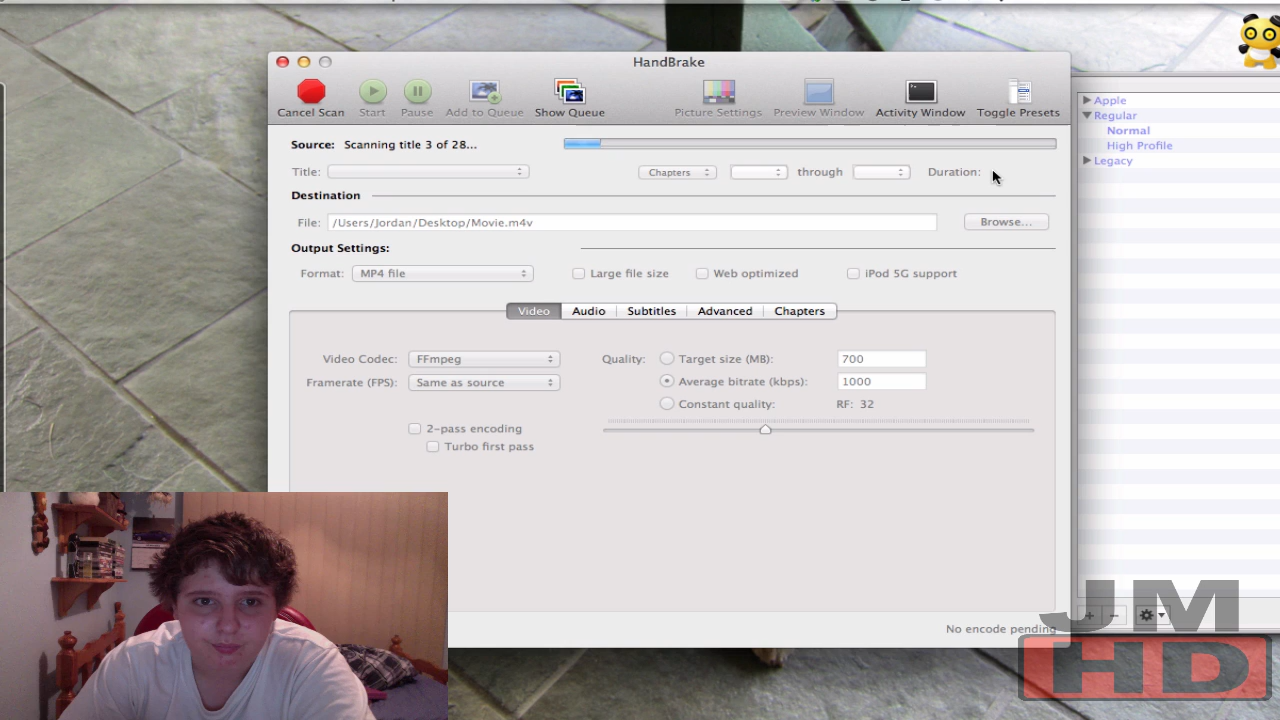 HandBrake
Cancel Scan Start Pause Add to Queue Show Queue Picture Settings Preview Window Activity Window Toggle Presets
Source: Scanning title 3 of 28...
Title: Chapters through Duration:
Destination
File: /Users/Jordan/Desktop/Movie.m4v Browse...
Output Settings:
Format: MP4 file Large file size Web optimized iPod 5G support
Video Audio Subtitles Advanced Chapters
Video Codec: FFmpeg Quality: Target size (MB): 700
Framerate (FPS): Same as source Average bitrate (kbps): 1000
Constant quality: RF: 32
2-pass encoding
Turbo first pass
No encode pending
Apple
Regular
Normal
High Profile
Legacy
JM
HD